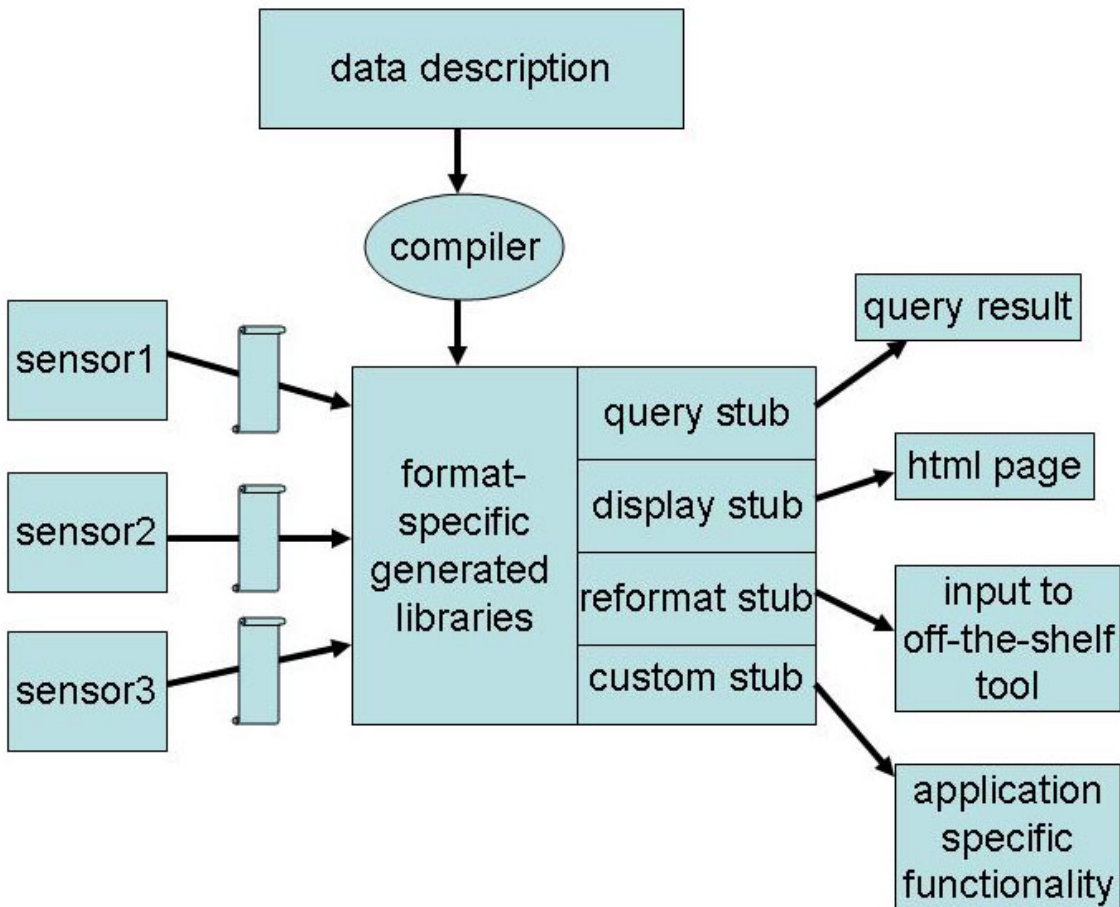 data description
compiler
sensor1
sensor2
sensor3
format-
specific
generated
libraries
query stub
display stub
reformat stub
custom stub
query result
html page
input to
off-the-shelf
tool
application
specific
functionality